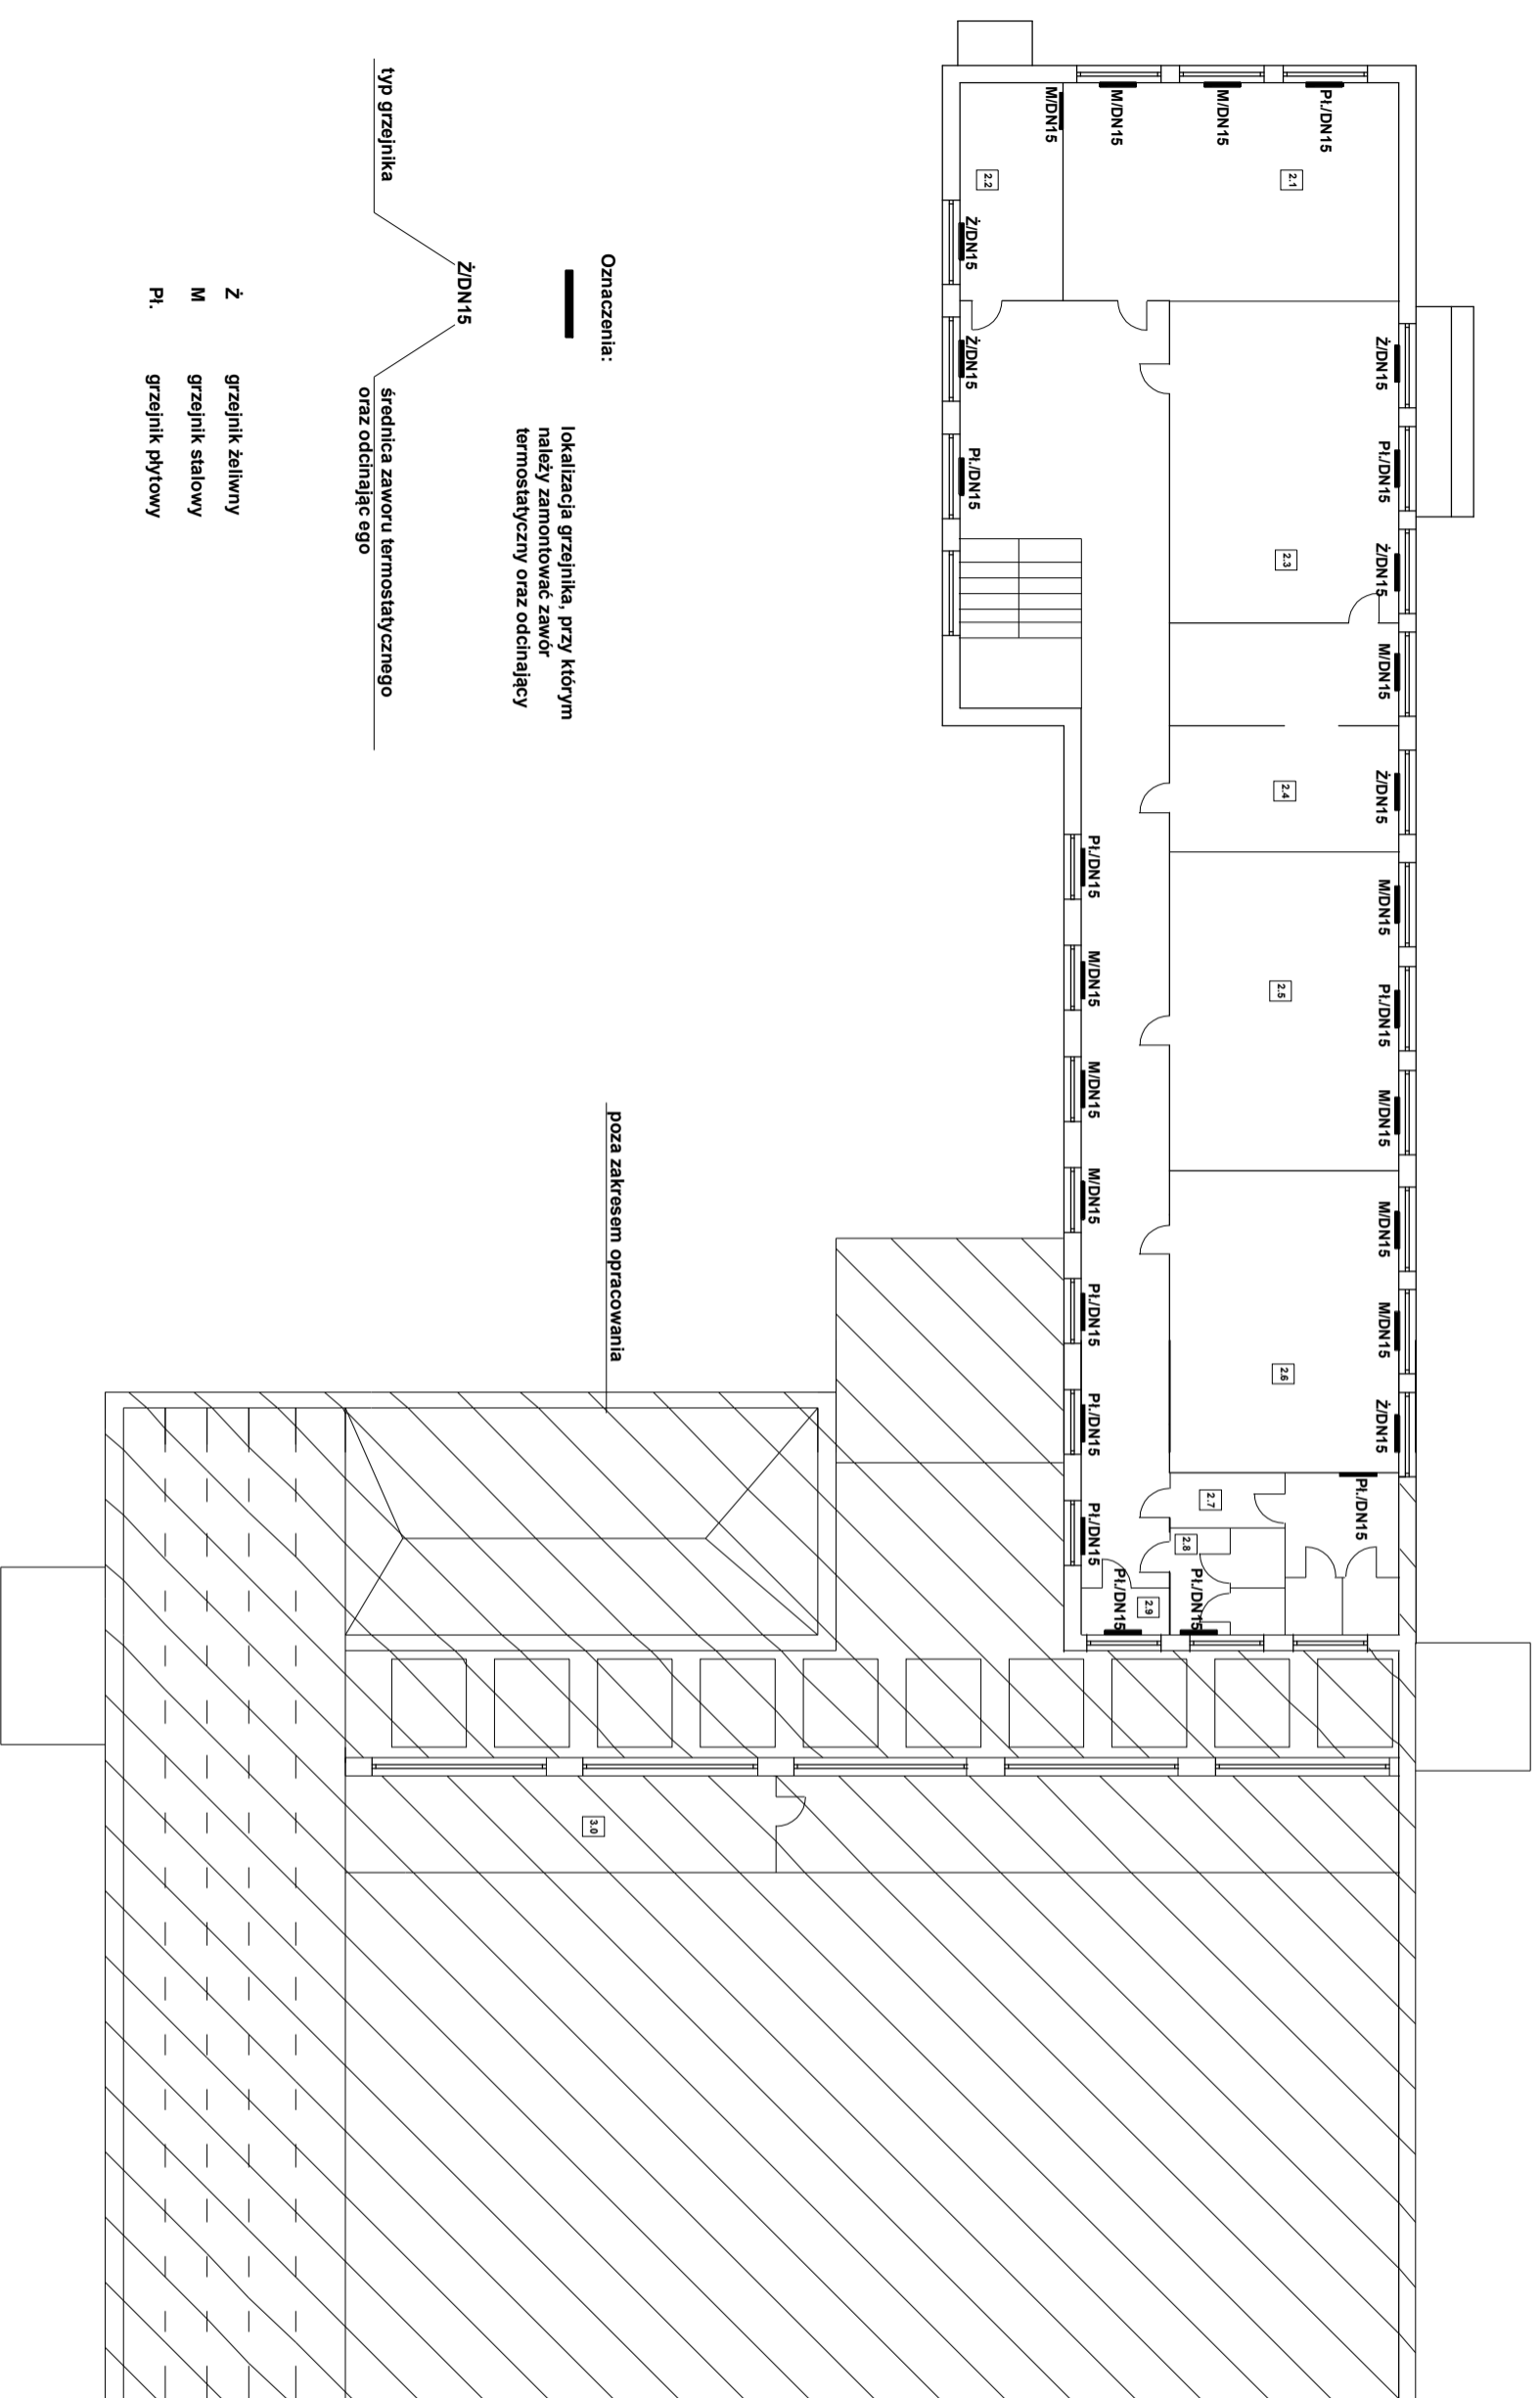 Ż/DN15
Pł./DN15
Ż/DN15
M/DN15
Ż/DN15
M/DN15
Pł./DN15
M/DN15
M/DN15
M/DN15
Ż/DN15
Pł./DN15
Pł./DN15
M/DN15
M/DN15
M/DN15
2.1
2.2
2.3
2.4
2.5
2.6
2.7
2.8
2.9
Pł./DN15
Pł./DN15
Pł./DN15
M/DN15
M/DN15
M/DN15
Pł./DN15
Pł./DN15
Pł./DN15
Ż/DN15
Ż/DN15
Pł./DN15
3.0
poza zakresem opracowania
Oznaczenia:
lokalizacja grzejnika, przy którym
należy zamontować zawór
termostatyczny oraz odcinający
Ż/DN15
typ grzejnika
średnica zaworu termostatycznego
oraz odcinając ego
Ż grzejnik żeliwny
M grzejnik stalowy
Pł. grzejnik płytowy